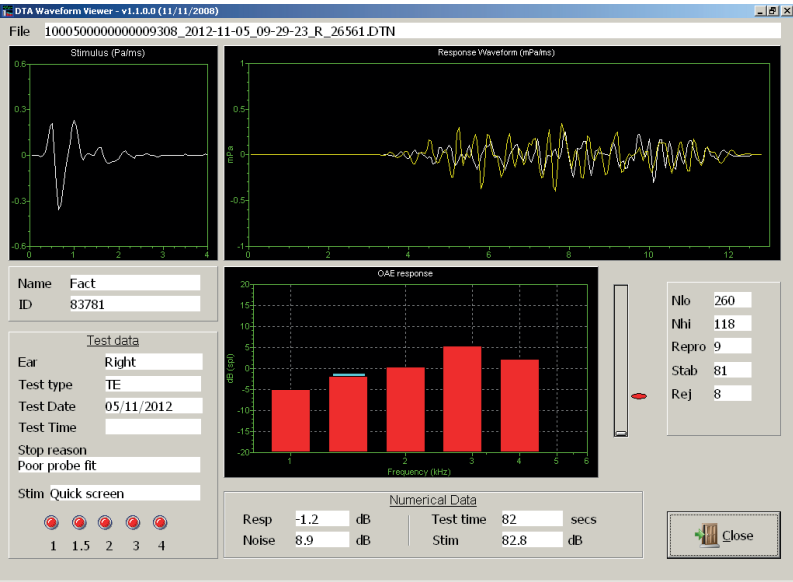 DTA Waveform Viewer - v1.1.0.0 (11/11/2008)
File 1000500000000009308_2012-11-05_09-29-23_R_26561.DTN
Stimulus (Pa/ms)
0.6
0.3
0
-0.3
-0.6
0 1 2 3 4
Response Waveform (mPa/ms)
1
0.5
0
-0.5
-1
mPa
0 2 4 6 8 10 12
Name Fact
ID 83781
Test data
Ear Right
Test type TE
Test Date 05/11/2012
Test Time
Stop reason
Poor probe fit
Stim Quick screen
1 1.5 2 3 4
OAE response
20
15
10
5
0
-5
-10
-15
-20
dB (spl)
1 2 3 4 5 6
Frequency (kHz)
Nlo 260
Nhi 118
Repro 9
Stab 81
Rej 8
Numerical Data
Resp -1.2 dB Test time 82 secs
Noise 8.9 dB Stim 82.8 dB
Close